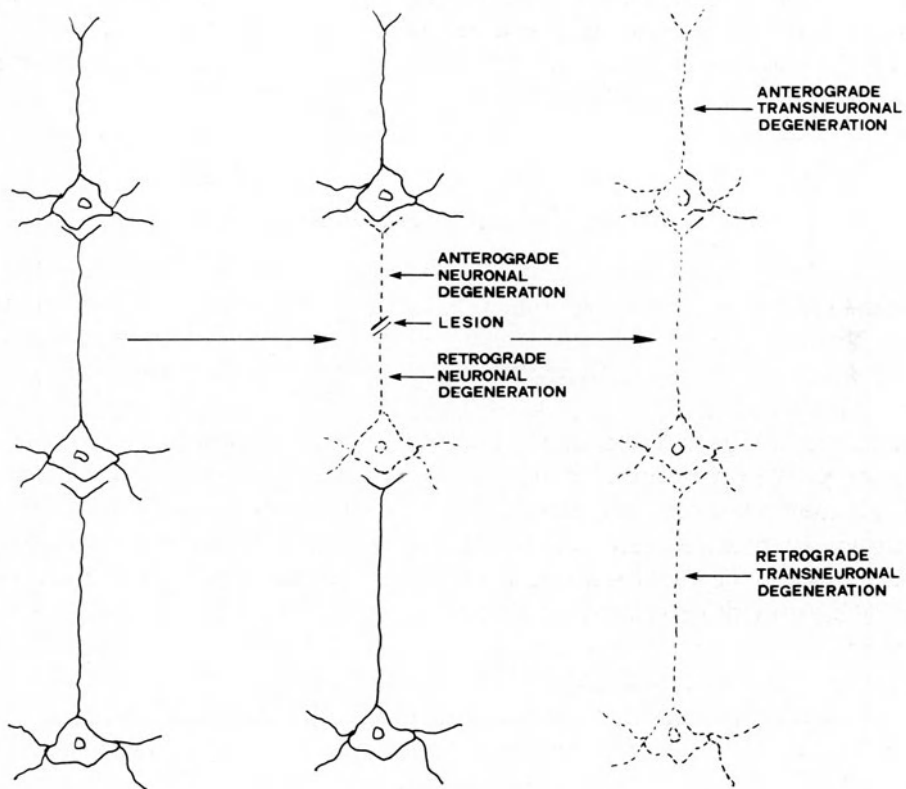 ANTEROGRADE
TRANSNEURONAL
DEGENERATION
ANTEROGRADE
NEURONAL
DEGENERATION
LESION
RETROGRADE
NEURONAL
DEGENERATION
RETROGRADE
TRANSNEURONAL
DEGENERATION